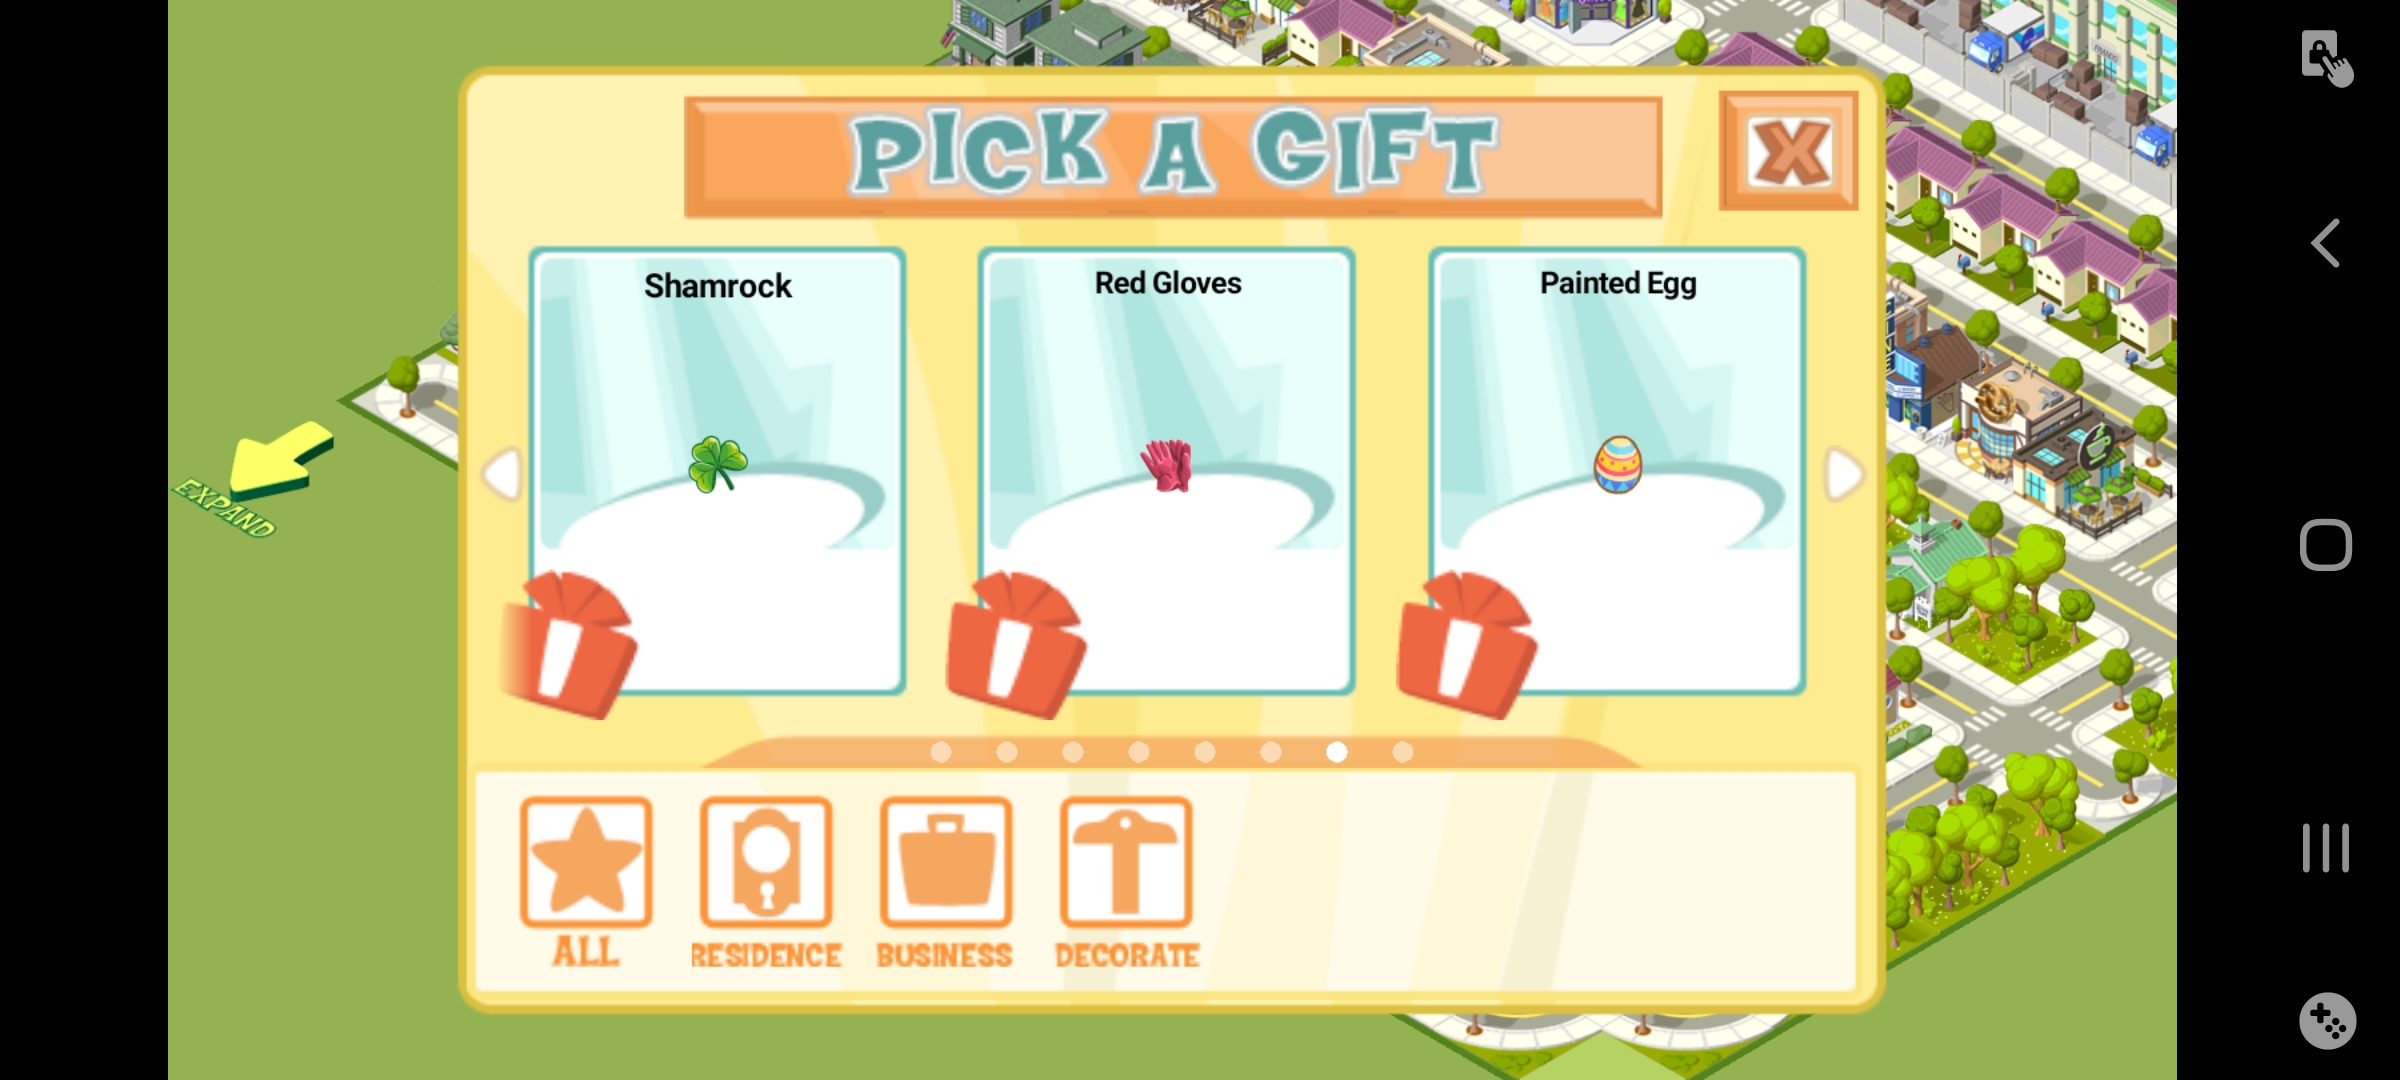 PICK A GIFT
X
Shamrock
Red Gloves
Painted Egg
EXPAND
ALL
RESIDENCE
BUSINESS
DECORATE